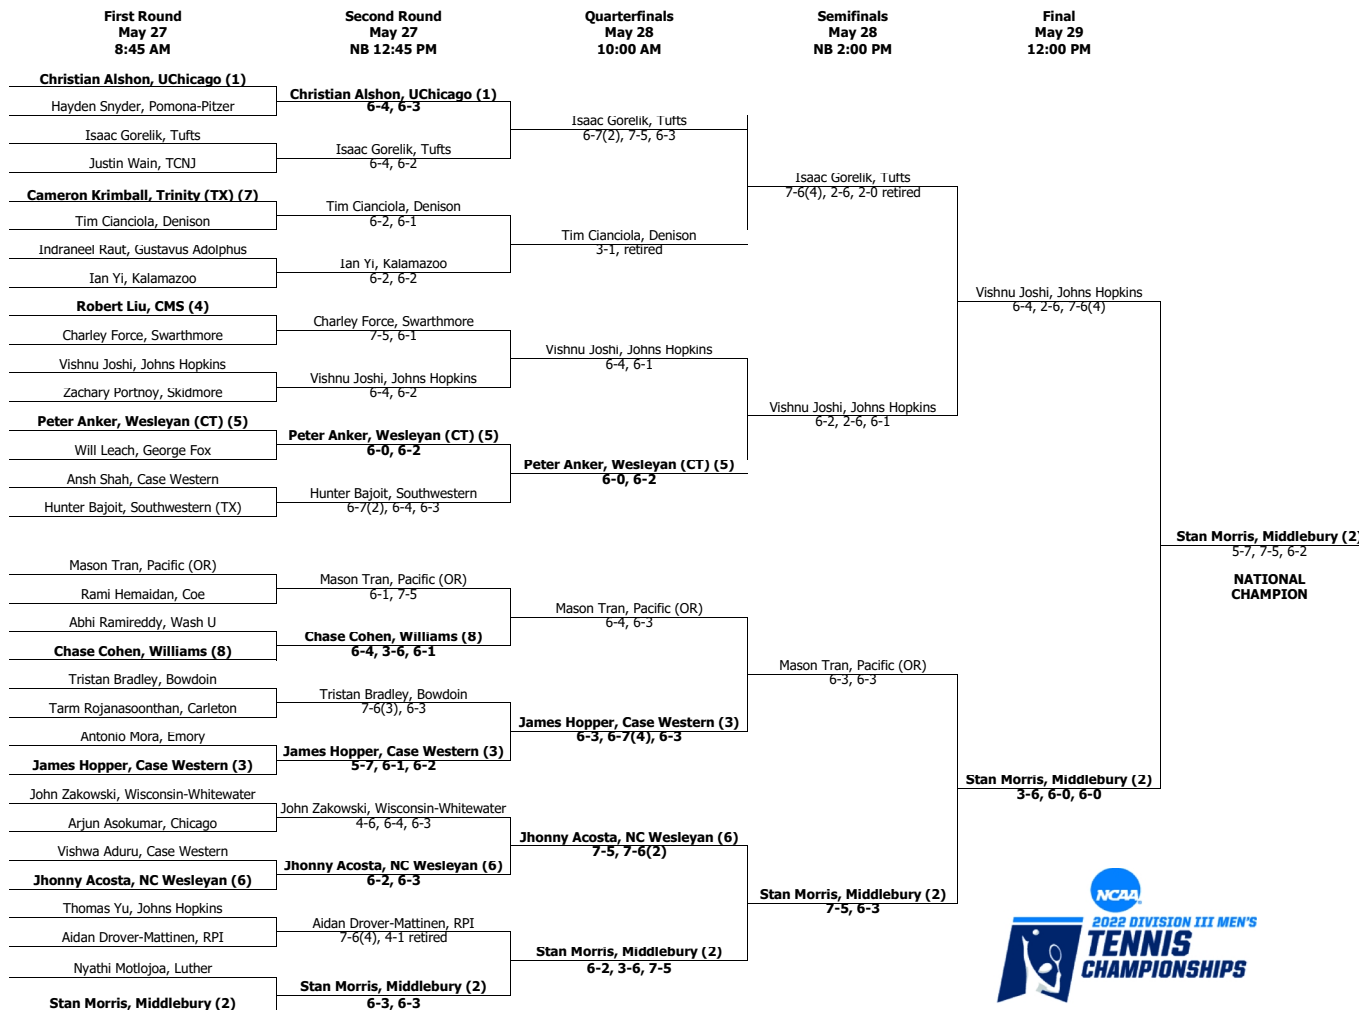 First Round
May 27
8:45 AM
Second Round
May 27
NB 12:45 PM
Quarterfinals
May 28
10:00 AM
Semifinals
May 28
NB 2:00 PM
Final
May 29
12:00 PM
Christian Alshon, UChicago (1)
Hayden Snyder, Pomona-Pitzer
Isaac Gorelik, Tufts
Justin Wain, TCNJ
Cameron Krimball, Trinity (TX) (7)
Tim Cianciola, Denison
Indraneel Raut, Gustavus Adolphus
Ian Yi, Kalamazoo
Robert Liu, CMS (4)
Charley Force, Swarthmore
Vishnu Joshi, Johns Hopkins
Zachary Portnoy, Skidmore
Peter Anker, Wesleyan (CT) (5)
Will Leach, George Fox
Ansh Shah, Case Western
Hunter Bajoit, Southwestern (TX)
Mason Tran, Pacific (OR)
Rami Hemaidan, Coe
Abhi Ramireddy, Wash U
Chase Cohen, Williams (8)
Tristan Bradley, Bowdoin
Tarm Rojanasoonthan, Carleton
Antonio Mora, Emory
James Hopper, Case Western (3)
John Zakowski, Wisconsin-Whitewater
Arjun Asokumar, Chicago
Vishwa Aduru, Case Western
Jhonny Acosta, NC Wesleyan (6)
Thomas Yu, Johns Hopkins
Aidan Drover-Mattinen, RPI
Nyathi Motlojoa, Luther
Stan Morris, Middlebury (2)
Christian Alshon, UChicago (1)
6-4, 6-3
Isaac Gorelik, Tufts
6-4, 6-2
Tim Cianciola, Denison
6-2, 6-1
Ian Yi, Kalamazoo
6-2, 6-2
Charley Force, Swarthmore
7-5, 6-1
Vishnu Joshi, Johns Hopkins
6-4, 6-2
Peter Anker, Wesleyan (CT) (5)
6-0, 6-2
Hunter Bajoit, Southwestern
6-7(2), 6-4, 6-3
Mason Tran, Pacific (OR)
6-1, 7-5
Chase Cohen, Williams (8)
6-4, 3-6, 6-1
Tristan Bradley, Bowdoin
7-6(3), 6-3
James Hopper, Case Western (3)
5-7, 6-1, 6-2
John Zakowski, Wisconsin-Whitewater
4-6, 6-4, 6-3
Jhonny Acosta, NC Wesleyan (6)
6-2, 6-3
Aidan Drover-Mattinen, RPI
7-6(4), 4-1 retired
Stan Morris, Middlebury (2)
6-3, 6-3
Isaac Gorelik, Tufts
6-7(2), 7-5, 6-3
Tim Cianciola, Denison
3-1, retired
Vishnu Joshi, Johns Hopkins
6-4, 6-1
Peter Anker, Wesleyan (CT) (5)
6-0, 6-2
Mason Tran, Pacific (OR)
6-4, 6-3
James Hopper, Case Western (3)
6-3, 6-7(4), 6-3
Jhonny Acosta, NC Wesleyan (6)
7-5, 7-6(2)
Stan Morris, Middlebury (2)
6-2, 3-6, 7-5
Isaac Gorelik, Tufts
7-6(4), 2-6, 2-0 retired
Vishnu Joshi, Johns Hopkins
6-2, 2-6, 6-1
Mason Tran, Pacific (OR)
6-3, 6-3
Stan Morris, Middlebury (2)
7-5, 6-3
Vishnu Joshi, Johns Hopkins
6-4, 2-6, 7-6(4)
Stan Morris, Middlebury (2)
3-6, 6-0, 6-0
Stan Morris, Middlebury (2)
5-7, 7-5, 6-2
NATIONAL
CHAMPION
NCAA
2022 DIVISION III MEN'S
TENNIS
CHAMPIONSHIPS